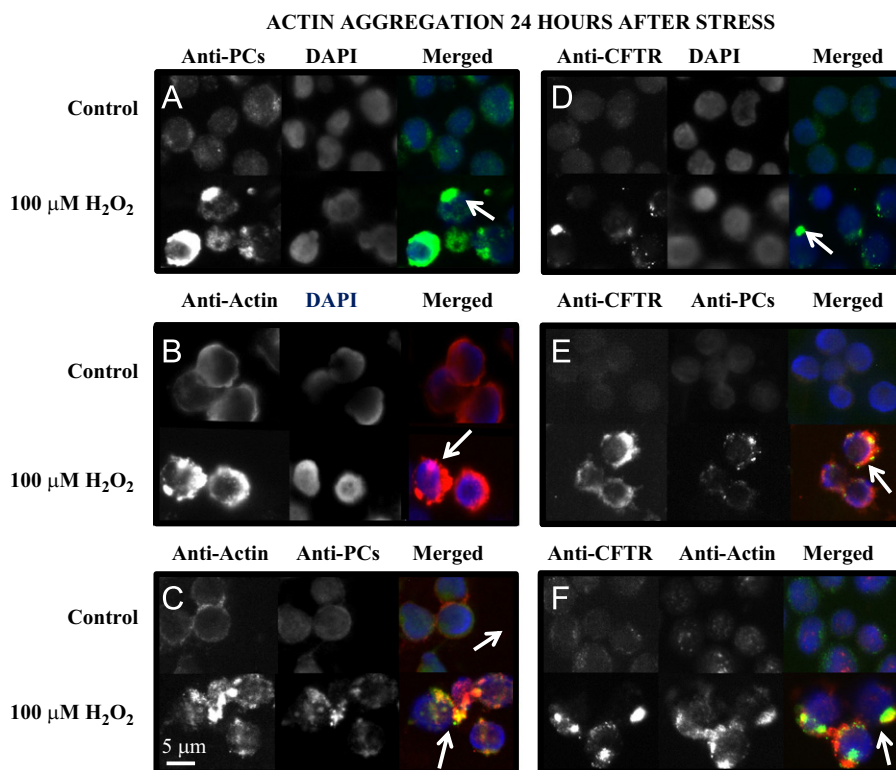 ACTIN AGGREGATION 24 HOURS AFTER STRESS
Anti-PCs DAPI Merged
A
Control
100 μM H₂O₂
Anti-CFTR DAPI Merged
D
Anti-Actin DAPI Merged
B
Control
100 μM H₂O₂
Anti-CFTR Anti-PCs Merged
E
Anti-Actin Anti-PCs Merged
C
Control
100 μM H₂O₂
5 μm
Anti-CFTR Anti-Actin Merged
F